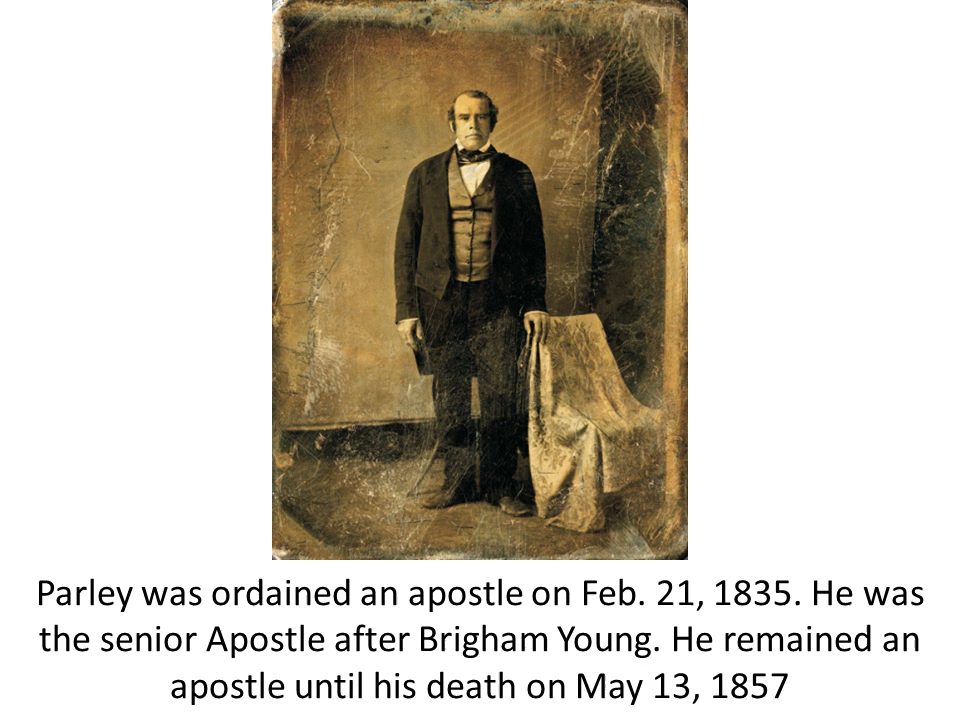 Parley was ordained an apostle on Feb. 21, 1835. He was
the senior Apostle after Brigham Young. He remained an
apostle until his death on May 13, 1857